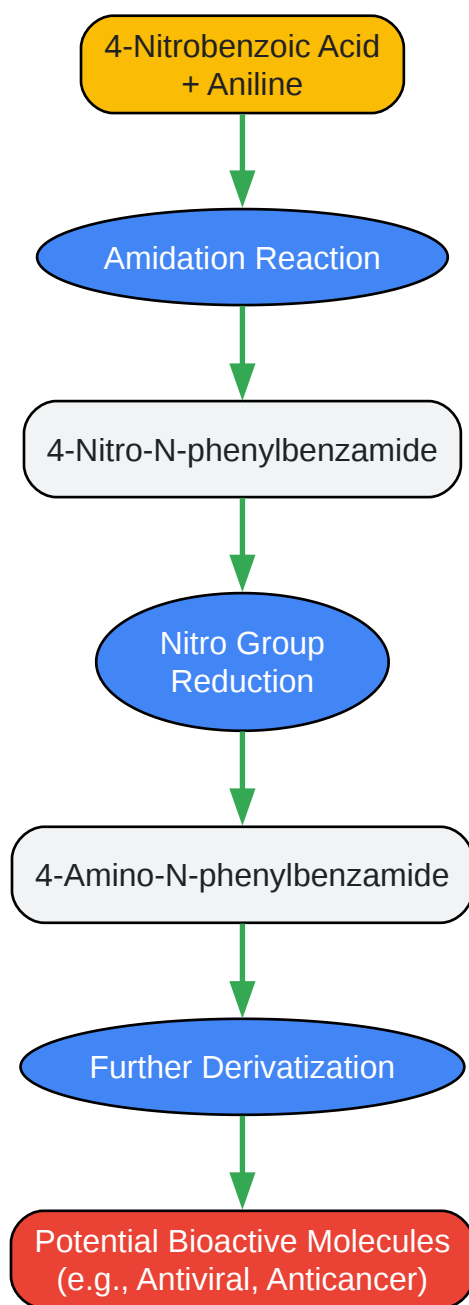 4-Nitrobenzoic Acid
+ Aniline
Amidation Reaction
4-Nitro-N-phenylbenzamide
Nitro Group
Reduction
4-Amino-N-phenylbenzamide
Further Derivatization
Potential Bioactive Molecules
(e.g., Antiviral, Anticancer)